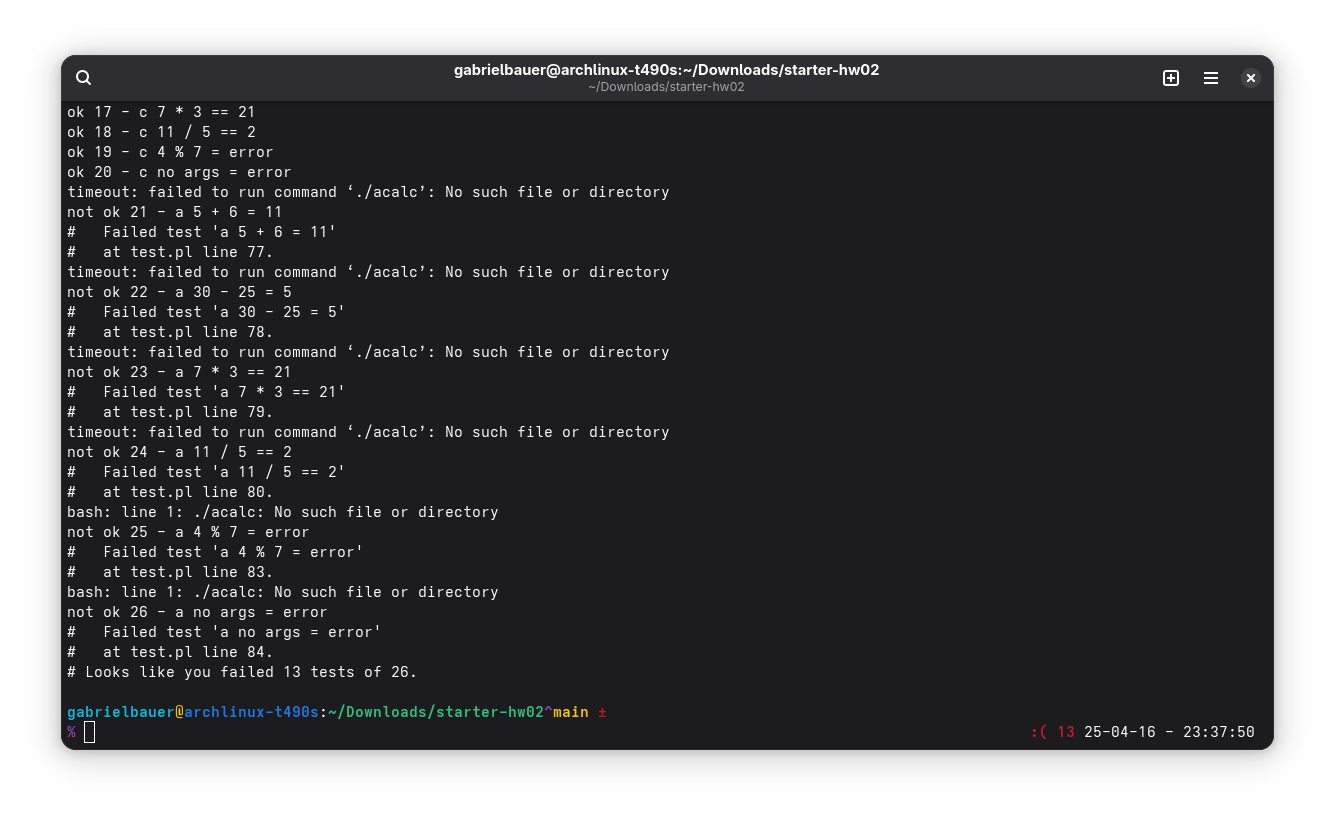 gabrielbauer@archlinux-t490s:~/Downloads/starter-hw02
~/Downloads/starter-hw02
ok 17 - c 7 * 3 == 21
ok 18 - c 11 / 5 == 2
ok 19 - c 4 % 7 = error
ok 20 - c no args = error
timeout: failed to run command ‘./acalc’: No such file or directory
not ok 21 - a 5 + 6 = 11
#   Failed test 'a 5 + 6 = 11'
#   at test.pl line 77.
timeout: failed to run command ‘./acalc’: No such file or directory
not ok 22 - a 30 - 25 = 5
#   Failed test 'a 30 - 25 = 5'
#   at test.pl line 78.
timeout: failed to run command ‘./acalc’: No such file or directory
not ok 23 - a 7 * 3 == 21
#   Failed test 'a 7 * 3 == 21'
#   at test.pl line 79.
timeout: failed to run command ‘./acalc’: No such file or directory
not ok 24 - a 11 / 5 == 2
#   Failed test 'a 11 / 5 == 2'
#   at test.pl line 80.
bash: line 1: ./acalc: No such file or directory
not ok 25 - a 4 % 7 = error
#   Failed test 'a 4 % 7 = error'
#   at test.pl line 83.
bash: line 1: ./acalc: No such file or directory
not ok 26 - a no args = error
#   Failed test 'a no args = error'
#   at test.pl line 84.
# Looks like you failed 13 tests of 26.
gabrielbauer@archlinux-t490s:~/Downloads/starter-hw02^main ±
% :( 13 25-04-16 - 23:37:50